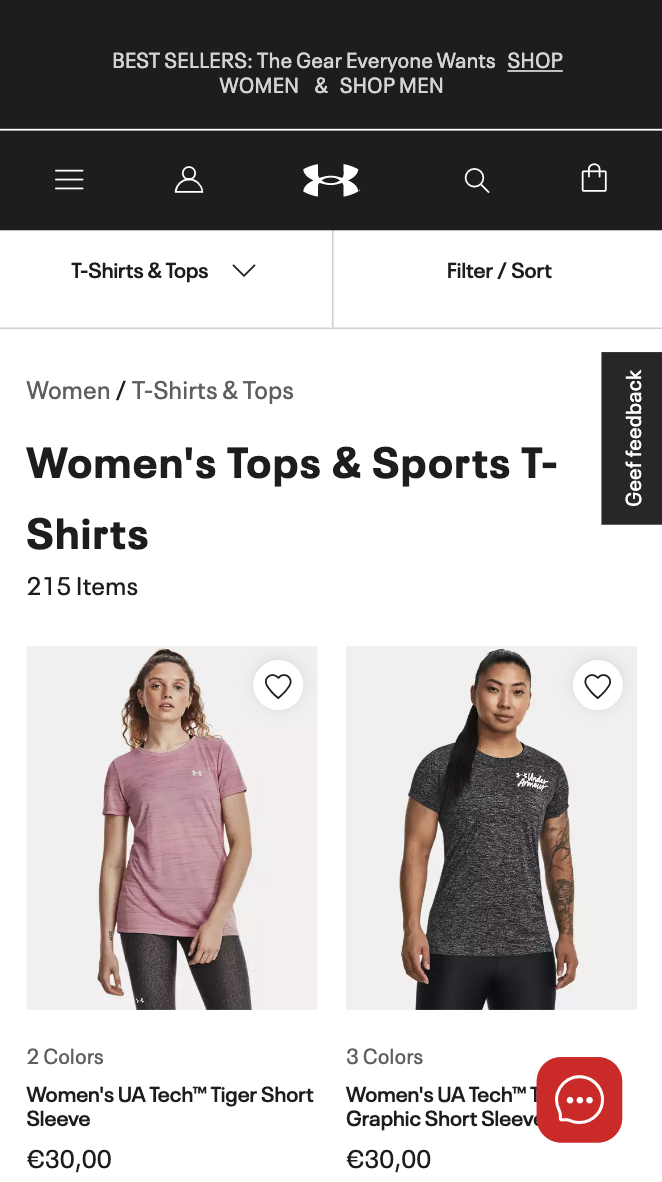 BEST SELLERS: The Gear Everyone Wants SHOP
WOMEN & SHOP MEN
T-Shirts & Tops
Filter / Sort
Geef feedback
Women / T-Shirts & Tops
Women's Tops & Sports T-
Shirts
215 Items
Under
Armour
2 Colors
Women's UA Tech™ Tiger Short
Sleeve
€30,00
3 Colors
Women's UA Tech™
Graphic Short Sleeve
€30,00